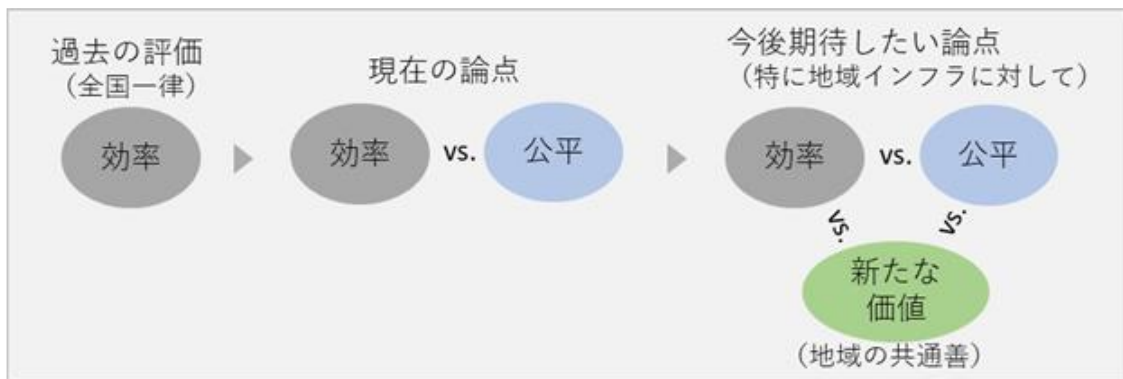 過去の評価
（全国一律）
効率
現在の論点
効率 vs. 公平
今後期待したい論点
（特に地域インフラに対して）
効率 vs. 公平
vs. vs.
新たな
価値
（地域の共通善）